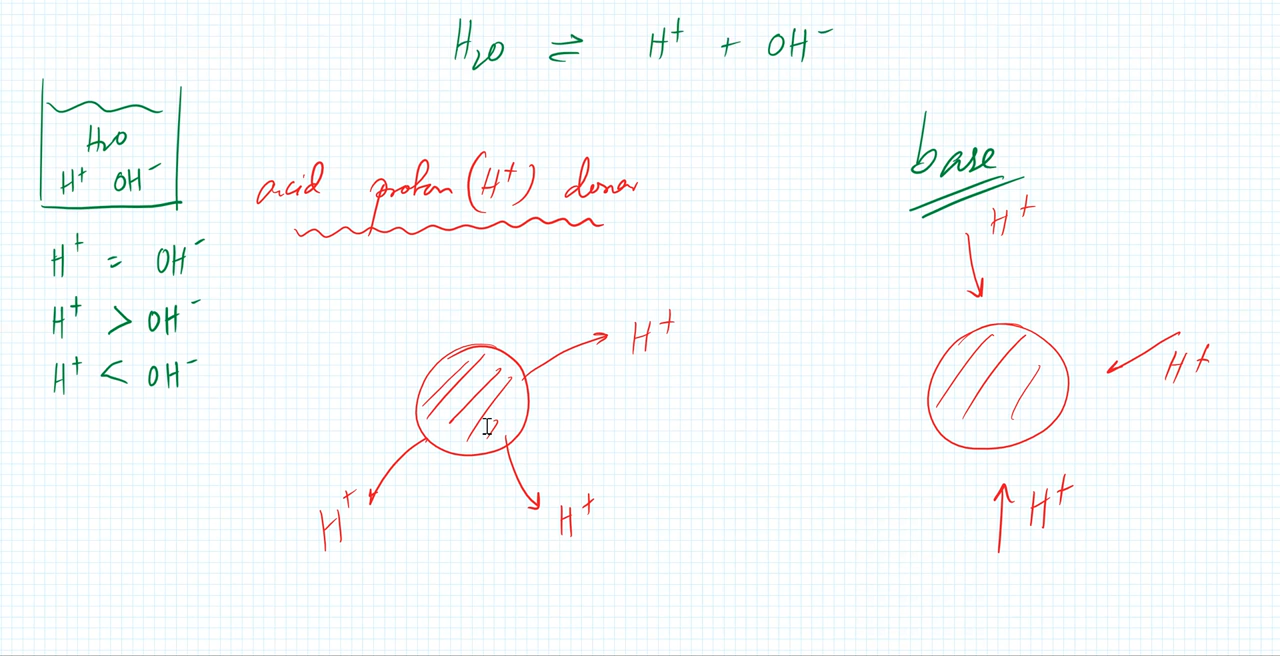 H₂O ⇌ H⁺ + OH⁻
H₂O
H⁺ OH⁻
H⁺ = OH⁻
H⁺ > OH⁻
H⁺ < OH⁻
acid proton (H⁺) donor
H⁺
H⁺
H⁺
base
H⁺
H⁺
H⁺